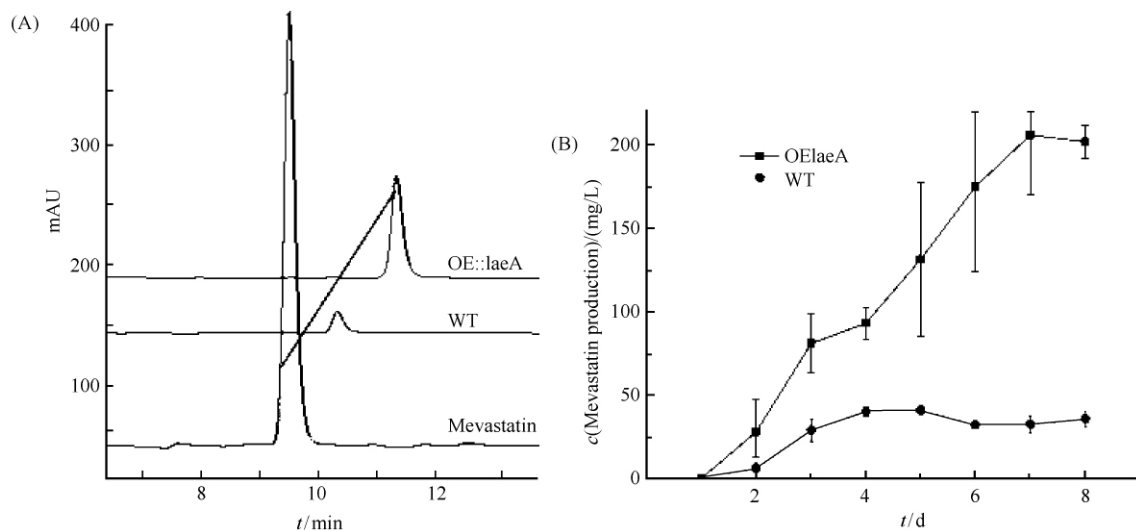 (A)
mAU
400
300
200
100
OE::laeA
WT
Mevastatin
8
10
12
t/min
(B)
c(Mevastatin production)/(mg/L)
200
150
100
50
0
OElaeA
WT
2
4
6
8
t/d